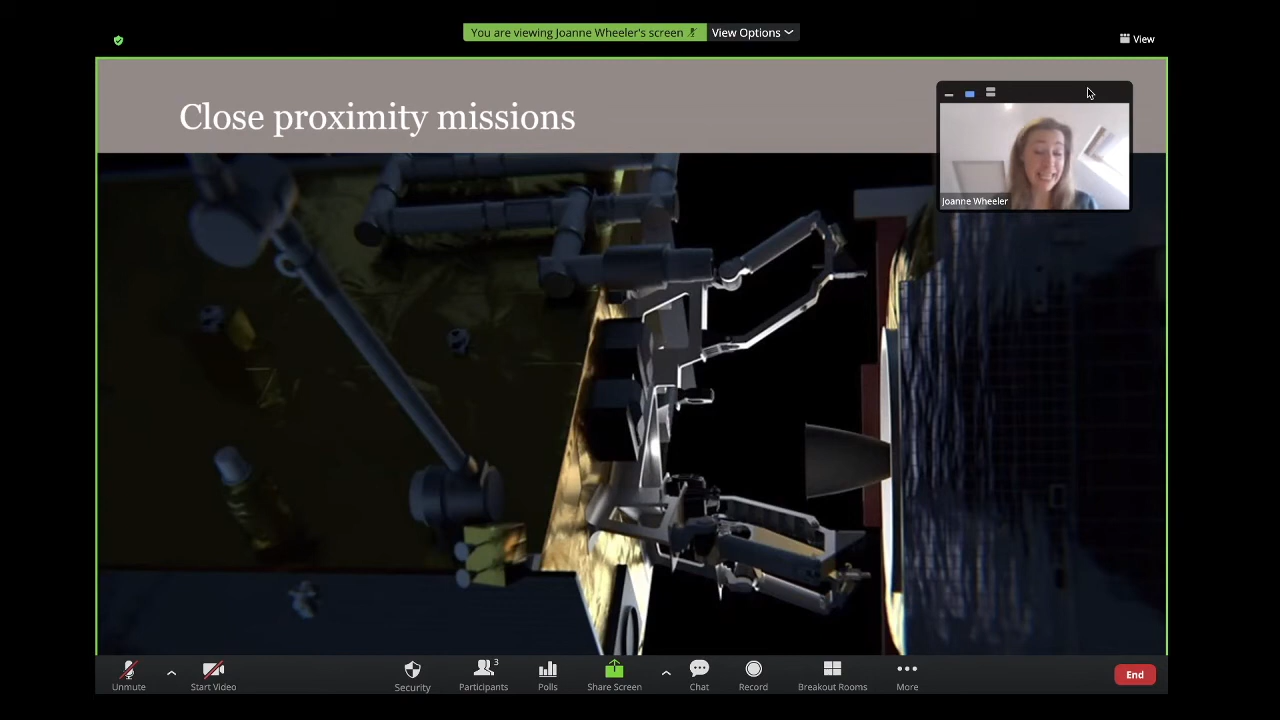 You are viewing Joanne Wheeler's screen
View Options
View
Close proximity missions
Joanne Wheeler
Unmute
Start Video
Security
Participants
3
Polls
Share Screen
Chat
Record
Breakout Rooms
More
End